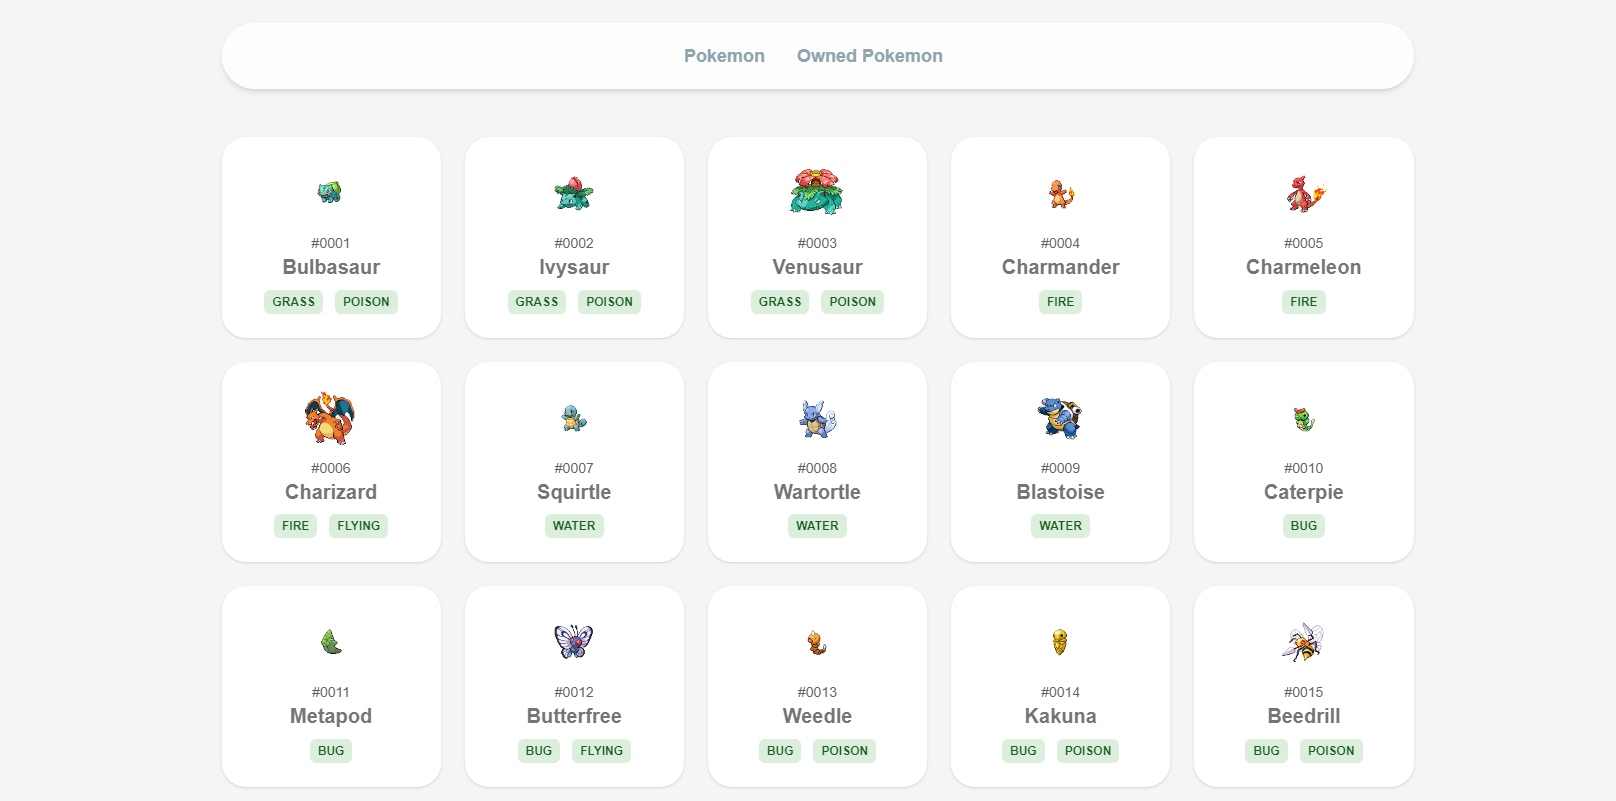 Pokemon Owned Pokemon
#0001
Bulbasaur
GRASS POISON
#0002
Ivysaur
GRASS POISON
#0003
Venusaur
GRASS POISON
#0004
Charmander
FIRE
#0005
Charmeleon
FIRE
#0006
Charizard
FIRE FLYING
#0007
Squirtle
WATER
#0008
Wartortle
WATER
#0009
Blastoise
WATER
#0010
Caterpie
BUG
#0011
Metapod
BUG
#0012
Butterfree
BUG FLYING
#0013
Weedle
BUG POISON
#0014
Kakuna
BUG POISON
#0015
Beedrill
BUG POISON